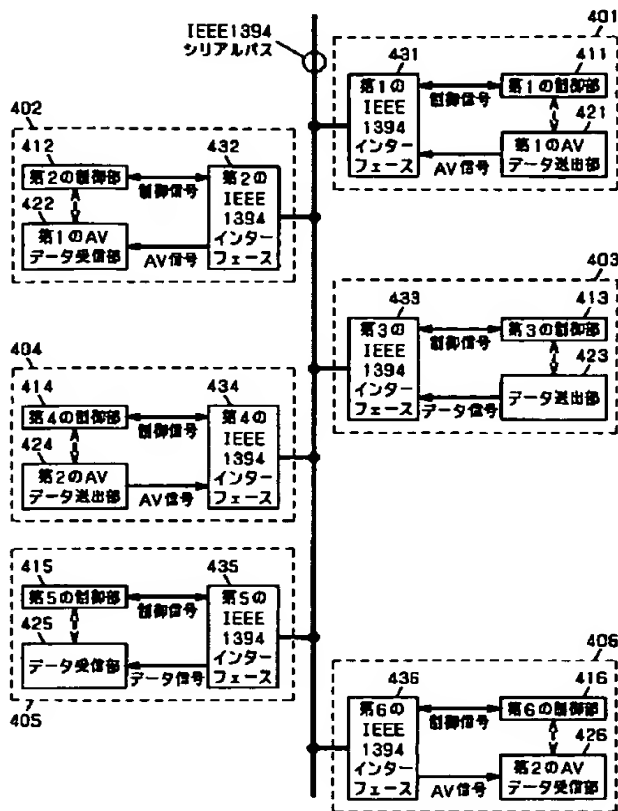 IEEE1394
シリアルバス
401
431
411
第1の
IEEE
1394
インター
フェース
制御信号
第1の制御部
421
第1のAV
データ送出部
AV信号
402
412
432
第2の制御部
制御信号
第2の
IEEE
1394
インター
フェース
422
第1のAV
データ受信部
AV信号
403
433
413
第3の
IEEE
1394
インター
フェース
制御信号
第3の制御部
423
データ送出部
データ信号
404
414
434
第4の制御部
制御信号
第4の
IEEE
1394
インター
フェース
424
第2のAV
データ送出部
AV信号
415
435
第5の制御部
制御信号
第5の
IEEE
1394
インター
フェース
425
データ受信部
データ信号
405
406
436
416
第6の
IEEE
1394
インター
フェース
制御信号
第6の制御部
426
第2のAV
データ受信部
AV信号